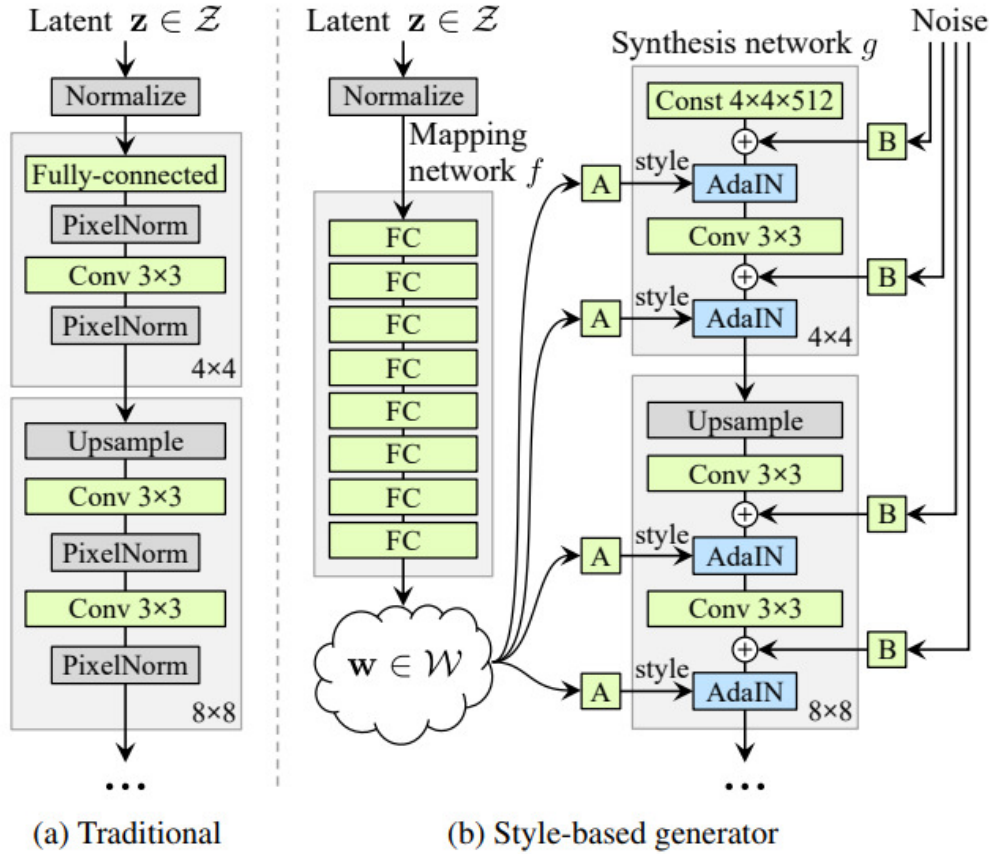 Latent z ∈ Z
Normalize
Fully-connected
PixelNorm
Conv 3×3
PixelNorm
4×4
Upsample
Conv 3×3
PixelNorm
Conv 3×3
PixelNorm
8×8
...
(a) Traditional
Latent z ∈ Z
Normalize
Mapping
network f
FC
FC
FC
FC
FC
FC
FC
FC
w ∈ W
A
style
A
style
A
style
A
style
Synthesis network g
Const 4×4×512
AdaIN
Conv 3×3
AdaIN
4×4
Upsample
Conv 3×3
AdaIN
Conv 3×3
AdaIN
8×8
...
Noise
B
B
B
B
(b) Style-based generator